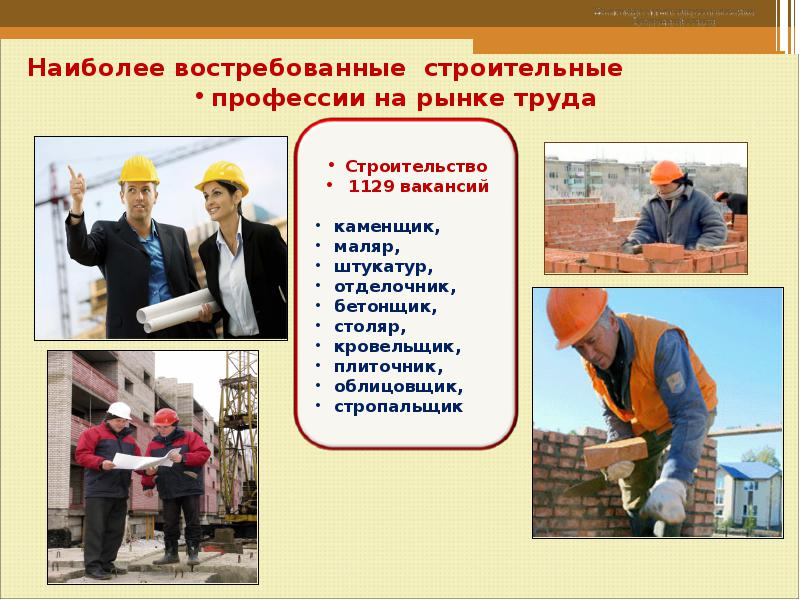 Наиболее востребованные строительные
• профессии на рынке труда
• Строительство
• 1129 вакансий
• каменщик,
• маляр,
• штукатур,
• отделочник,
• бетонщик,
• столяр,
• кровельщик,
• плиточник,
• облицовщик,
• стропальщик